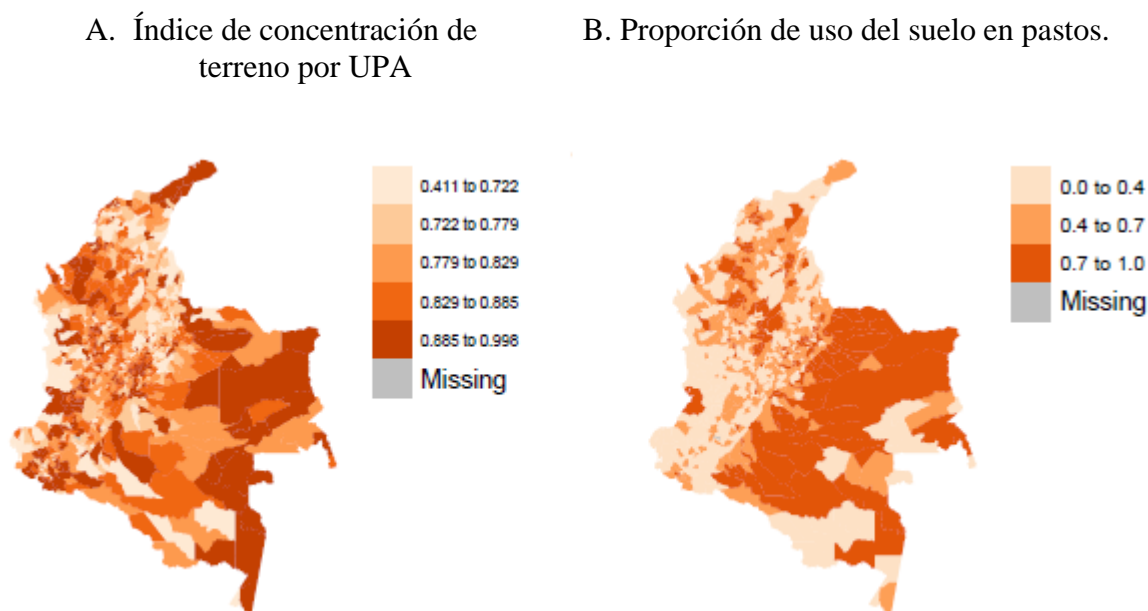 A. Índice de concentración de
terreno por UPA
B. Proporción de uso del suelo en pastos.
0.411 to 0.722
0.722 to 0.779
0.779 to 0.829
0.829 to 0.885
0.885 to 0.998
Missing
0.0 to 0.4
0.4 to 0.7
0.7 to 1.0
Missing